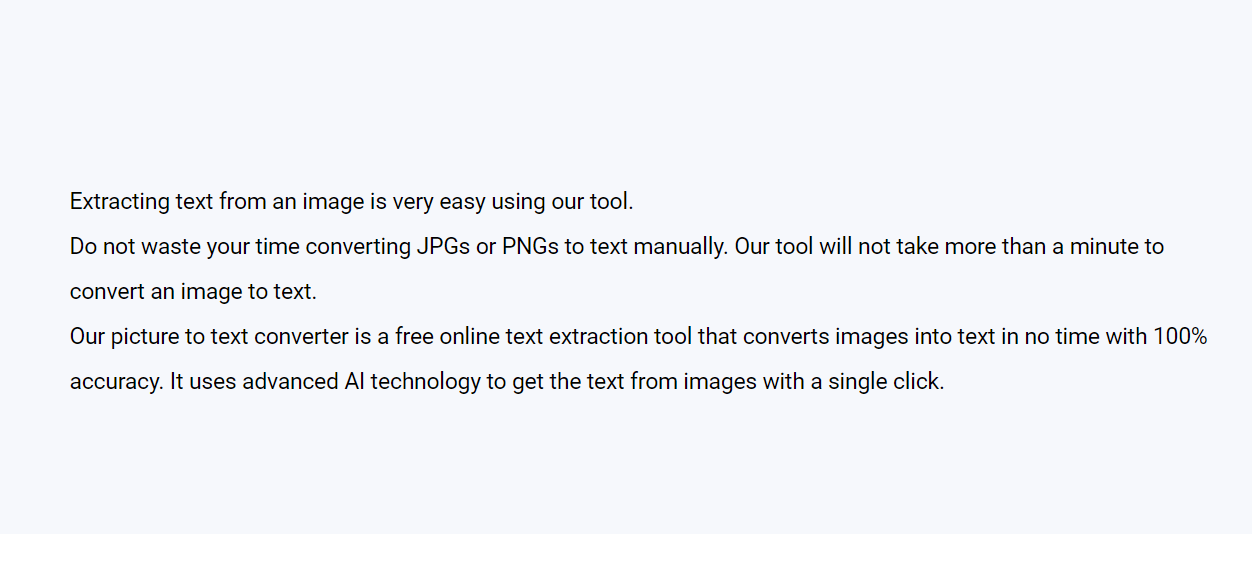 Extracting text from an image is very easy using our tool.
Do not waste your time converting JPGs or PNGs to text manually. Our tool will not take more than a minute to
convert an image to text.
Our picture to text converter is a free online text extraction tool that converts images into text in no time with 100%
accuracy. It uses advanced AI technology to get the text from images with a single click.